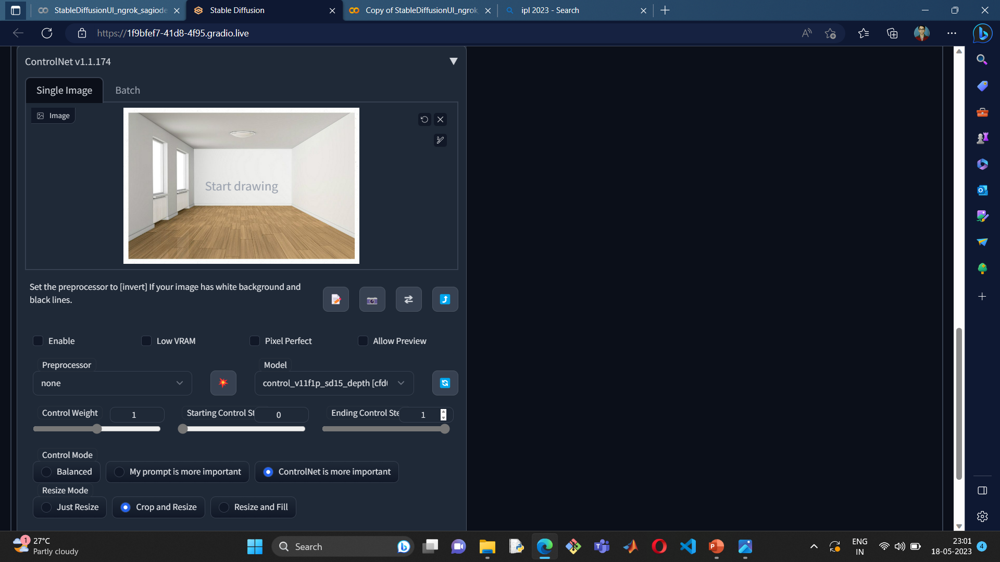 StableDiffusionUI_ngrok_sagiode
Stable Diffusion
Copy of StableDiffusionUI_ngrok
ipl 2023 - Search
https://1f9bfef7-41d8-4f95.gradio.live
ControlNet v1.1.174
Single Image
Batch
Image
Start drawing
Set the preprocessor to [invert] If your image has white background and
black lines.
Enable
Low VRAM
Pixel Perfect
Allow Preview
Preprocessor
Model
none
control_v11f1p_sd15_depth [cfd
Control Weight
1
Starting Control St
0
Ending Control Ste
1
Control Mode
Balanced
My prompt is more important
ControlNet is more important
Resize Mode
Just Resize
Crop and Resize
Resize and Fill
1
27°C
Partly cloudy
Search
ENG
IN
23:01
18-05-2023
4